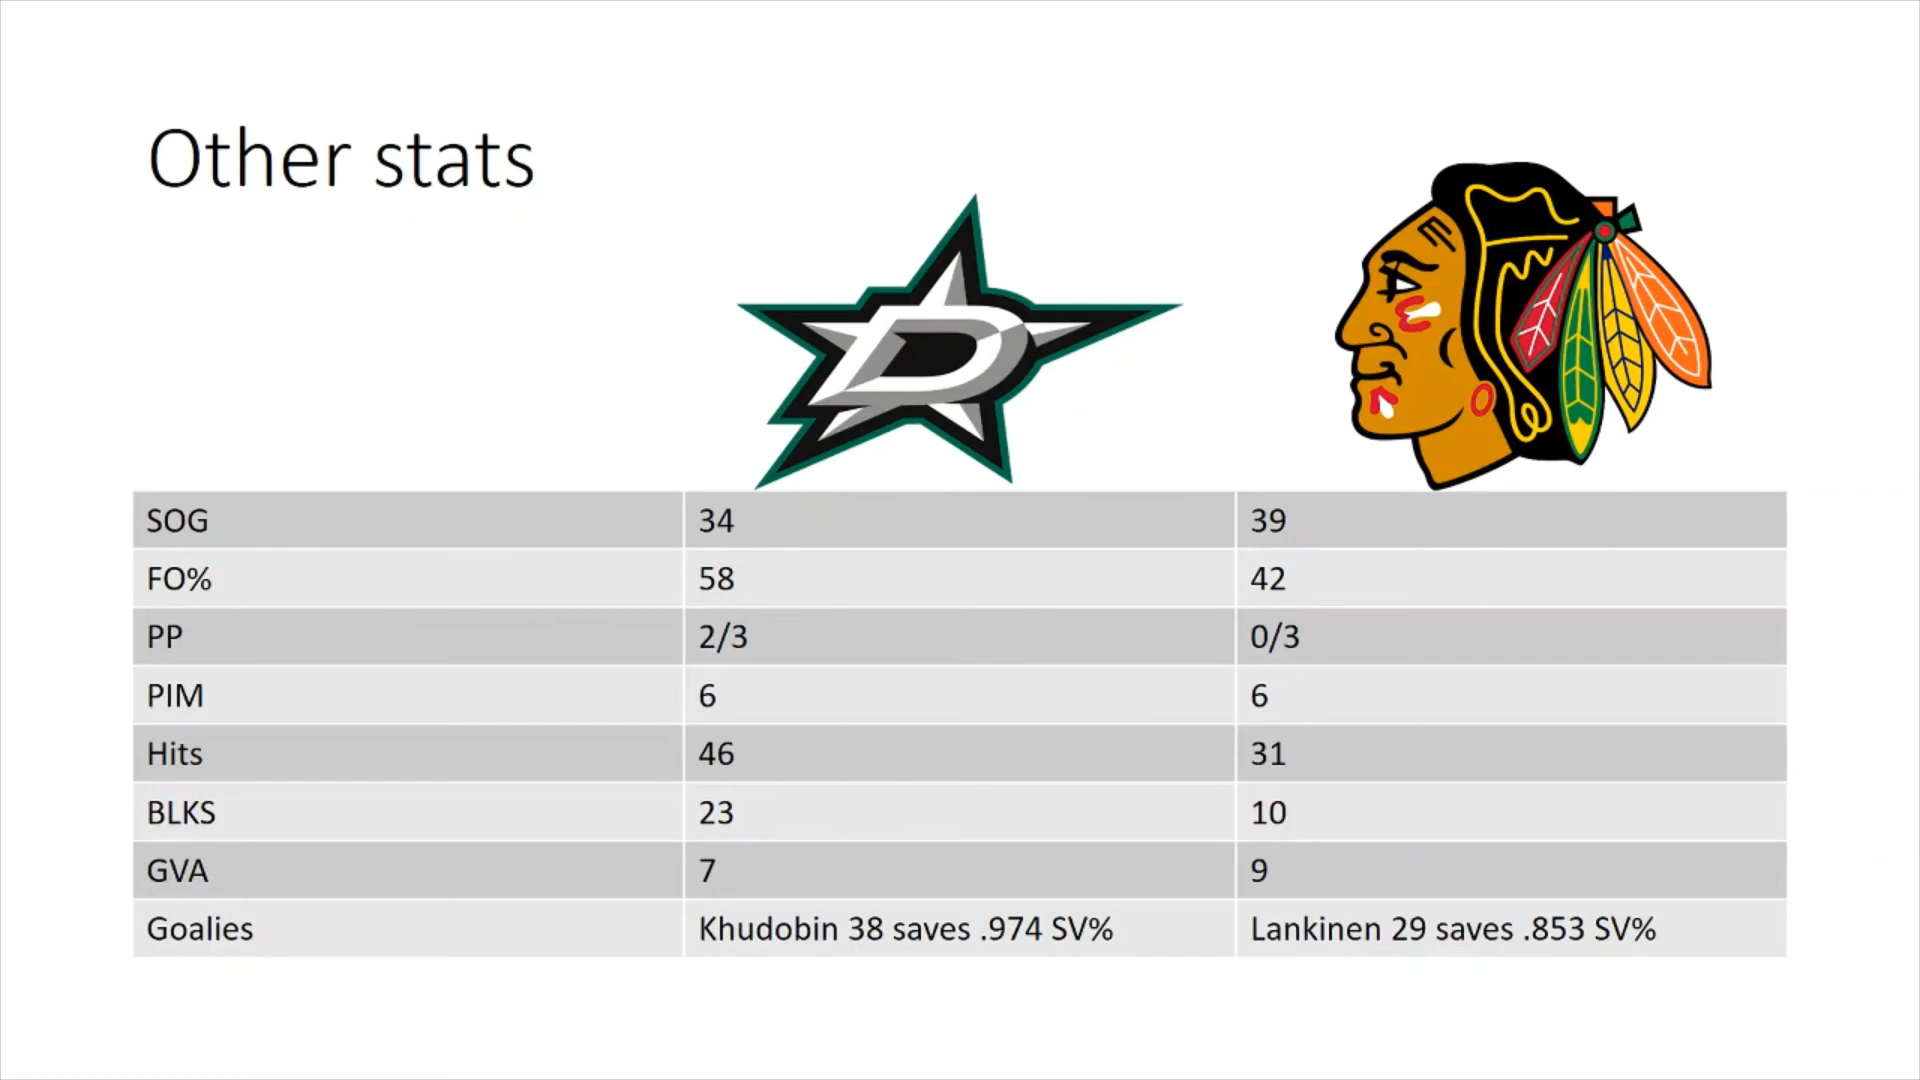 Other stats
SOG 34 39
FO% 58 42
PP 2/3 0/3
PIM 6 6
Hits 46 31
BLKS 23 10
GVA 7 9
Goalies Khudobin 38 saves .974 SV% Lankinen 29 saves .853 SV%